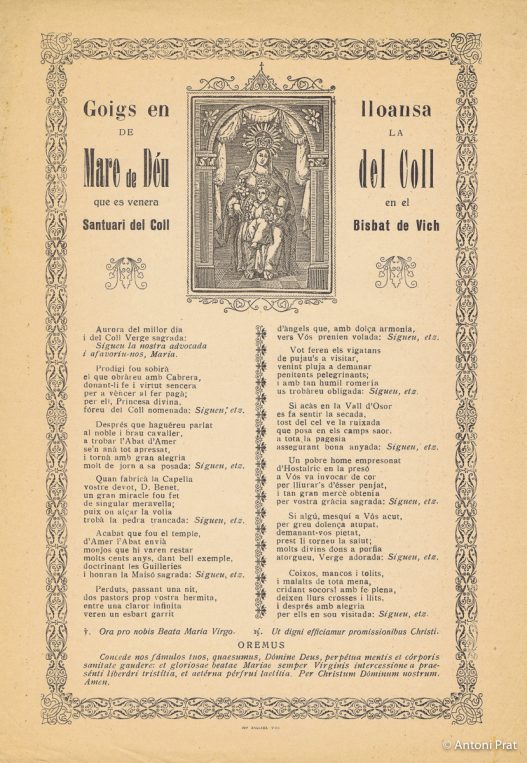 Goigs en lloansa
DE LA
Mare de Déu del Coll
que es venera en el
Santuari del Coll Bisbat de Vich
Aurora del millor dia
i del Coll Verge sagrada:
Sigueu la nostra advocada
i afavoriu-nos, Maria.
Prodigi fou sobirà
el que obràreu amb Cabrera,
donant-li fe i virtut sencera
per a vèncer al fer pagà;
per ell, Princesa divina,
fóreu del Coll nomenada: Sigueu, etz.
Després que haguéreu parlat
al noble i brau cavaller,
a trobar l'Abat d'Amer
se'n anà tot apressat,
i tornà amb gran alegria
molt de jorn a sa posada: Sigueu, etz.
Quan fabricà la Capella
vostre devot, D. Benet,
un gran miracle fou fet
de singular meravella;
puix on alçar la volia
trobà la pedra trancada: Sigueu, etz.
Acabat que fou el temple,
d'Amer l'Abat envià
monjos que hi varen restar
molts cents anys, dant bell exemple,
doctrinant les Guilleries
i honran la Maisó sagrada: Sigueu, etz.
Perduts, passant una nit,
dos pastors prop vostra hermita,
entre una claror infinita
veren un esbart garrit
d'àngels que, amb dolça armonia,
vers Vós prenien volada: Sigueu, etz.
Vot feren els vigatans
de pujau's a visitar,
venint pluja a demanar
penitents pelegrinants;
i amb tan humil romeria
us trobàreu obligada: Sigueu, etz.
Si acàs en la Vall d'Osor
es fa sentir la secada,
tost del cel ve la ruixada
que posa en els camps saor.
a tota la pagesia
assegurant bona anyada: Sigueu, etz.
Un pobre home empresonat
d'Hostalric en la presó
a Vós va invocar de cor
per lliurar's d'ésser penjat,
i tan gran mercè obtenia
per vostra gràcia sagrada: Sigueu, etz.
Si algú, mesquí a Vós acut,
per greu dolença atupat,
demanant-vos pietat,
prest li torneu la salut;
molts divins dons a porfia
atorgueu, Verge adorada: Sigueu, etz.
Coixos, mancos i tolits,
i malalts de tota mena,
cridant socors! amb fe plena,
deixen llurs crosses i llits,
i després amb alegria
per ells en sou visitada: Sigueu, etz.
℣. Ora pro nobis Beata Maria Virgo. ℟. Ut digni efficiamur promissionibus Christi.
OREMUS
Concede nos fámulos tuos, quaesumus, Dómine Deus, perpétua mentis et córporis
sanitate gaudere: et gloriosae beatae Mariae semper Virginis intercessione a prae-
sénti liberári tristitia, et aetérna pérfrui laetitia. Per Christum Dóminum nostrum.
Amen.
© Antoni Prat